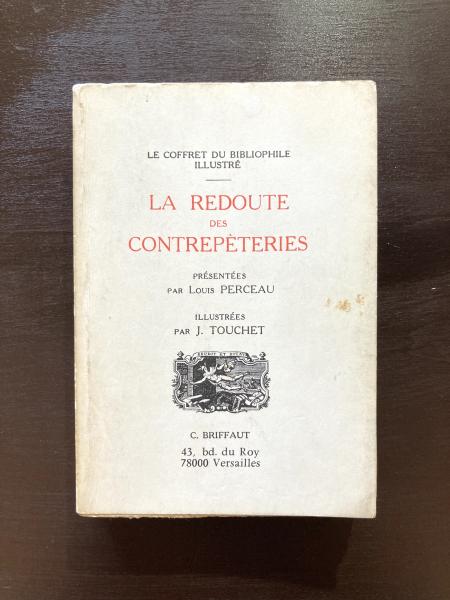 LE COFFRET DU BIBLIOPHILE
ILLUSTRÉ
LA REDOUTE
DES
CONTREPÈTERIES
PRÉSENTÉES
PAR LOUIS PERCEAU
ILLUSTRÉES
PAR J. TOUCHET
C. BRIFFAUT
43, bd. du Roy
78000 Versailles